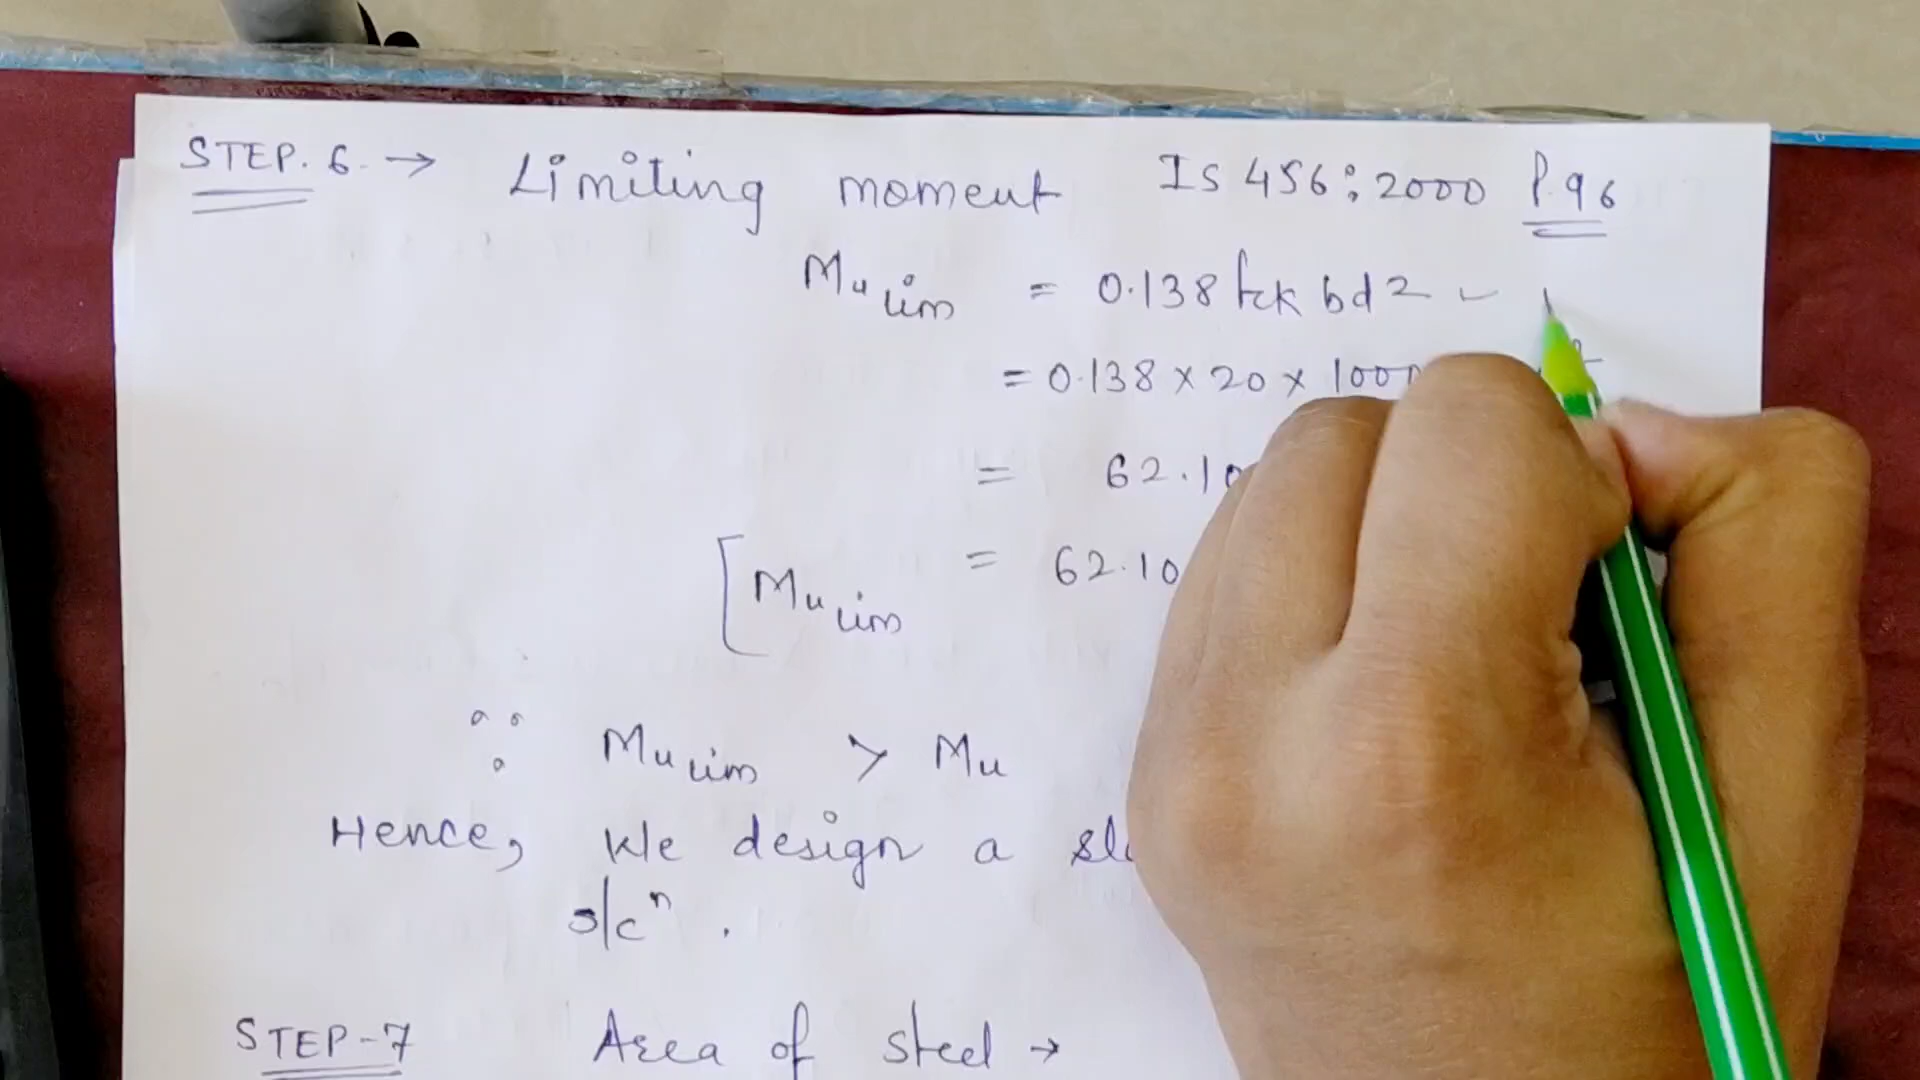 STEP. 6. → Limiting moment Is 456:2000 P.96
Mu lim = 0.138 fck bd2
= 0.138 × 20 × 1000
= 62.10
[Mu lim = 62.10
∵ Mu lim > Mu
Hence, We design a
s/cⁿ.
STEP-7 Area of steel →